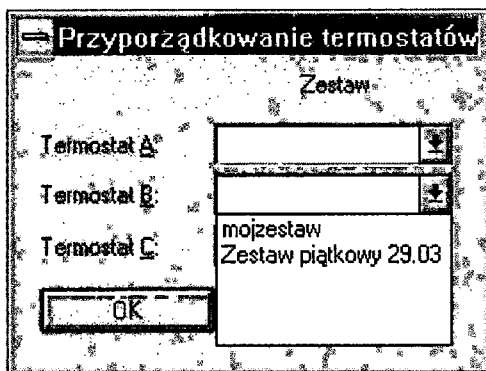 Przyporządkowanie termostatów
Zestaw
Termostat A:
Termostat B:
mojzestaw
Termostat C:
Zestaw piątkowy 29.03
OK